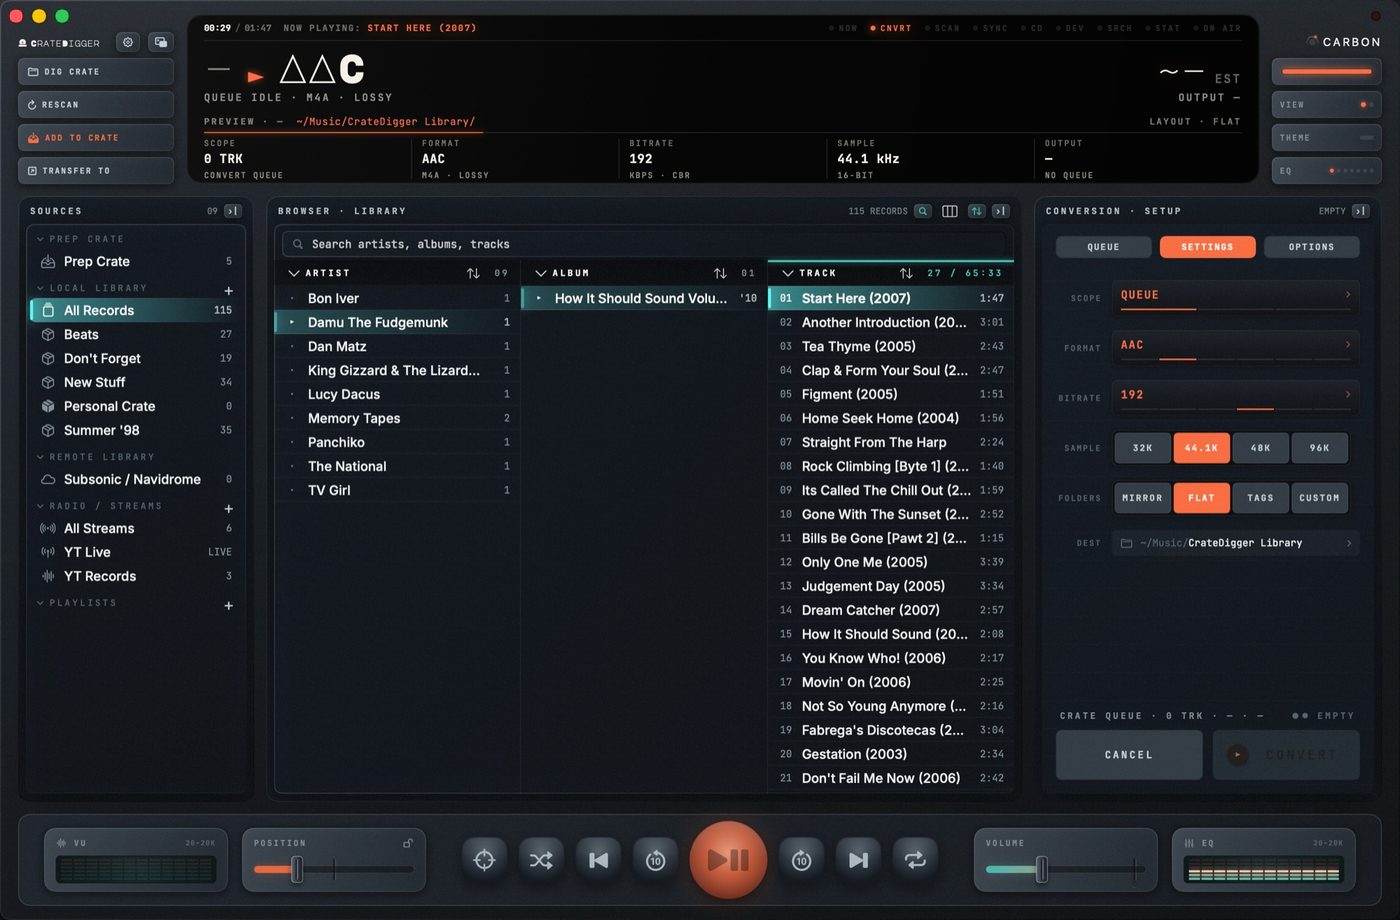 CRATEDIGGER
DIG CRATE
RESCAN
ADD TO CRATE
TRANSFER TO
00:29 / 01:47 NOW PLAYING: START HERE (2007)
NOW CNVRT SCAN SYNC CD DEV SRCH STAT ON AIR
— ► △△C
~— EST
QUEUE IDLE · M4A · LOSSY
OUTPUT —
PREVIEW · — ~/Music/CrateDigger Library/
LAYOUT · FLAT
SCOPE FORMAT BITRATE SAMPLE OUTPUT
0 TRK AAC 192 44.1 kHz —
CONVERT QUEUE M4A · LOSSY KBPS · CBR 16-BIT NO QUEUE
CARBON
VIEW
THEME
EQ
SOURCES 09
PREP CRATE
Prep Crate 5
LOCAL LIBRARY +
All Records 115
Beats 27
Don't Forget 19
New Stuff 34
Personal Crate 0
Summer '98 35
REMOTE LIBRARY
Subsonic / Navidrome 0
RADIO / STREAMS +
All Streams 6
YT Live LIVE
YT Records 3
PLAYLISTS +
BROWSER · LIBRARY 115 RECORDS
Search artists, albums, tracks
ARTIST 09
Bon Iver 1
Damu The Fudgemunk 1
Dan Matz 1
King Gizzard & The Lizard... 1
Lucy Dacus 1
Memory Tapes 2
Panchiko 1
The National 1
TV Girl 1
ALBUM 01
How It Should Sound Volu... '10
TRACK 27 / 65:33
01 Start Here (2007) 1:47
02 Another Introduction (20... 3:01
03 Tea Thyme (2005) 2:43
04 Clap & Form Your Soul (2... 2:47
05 Figment (2005) 1:51
06 Home Seek Home (2004) 1:56
07 Straight From The Harp 2:24
08 Rock Climbing [Byte 1] (2... 1:40
09 Its Called The Chill Out (2... 1:59
10 Gone With The Sunset (2... 2:52
11 Bills Be Gone [Pawt 2] (2... 1:15
12 Only One Me (2005) 3:39
13 Judgement Day (2005) 3:34
14 Dream Catcher (2007) 2:57
15 How It Should Sound (20... 2:08
16 You Know Who! (2006) 2:17
17 Movin' On (2006) 2:25
18 Not So Young Anymore (... 2:16
19 Fabrega's Discotecas (2... 3:04
20 Gestation (2003) 2:34
21 Don't Fail Me Now (2006) 2:42
CONVERSION · SETUP EMPTY
QUEUE SETTINGS OPTIONS
SCOPE QUEUE
FORMAT AAC
BITRATE 192
SAMPLE 32K 44.1K 48K 96K
FOLDERS MIRROR FLAT TAGS CUSTOM
DEST ~/Music/CrateDigger Library
CRATE QUEUE · 0 TRK · — · — EMPTY
CANCEL CONVERT
VU 20-20K
POSITION
10
10
VOLUME
EQ 20-20K